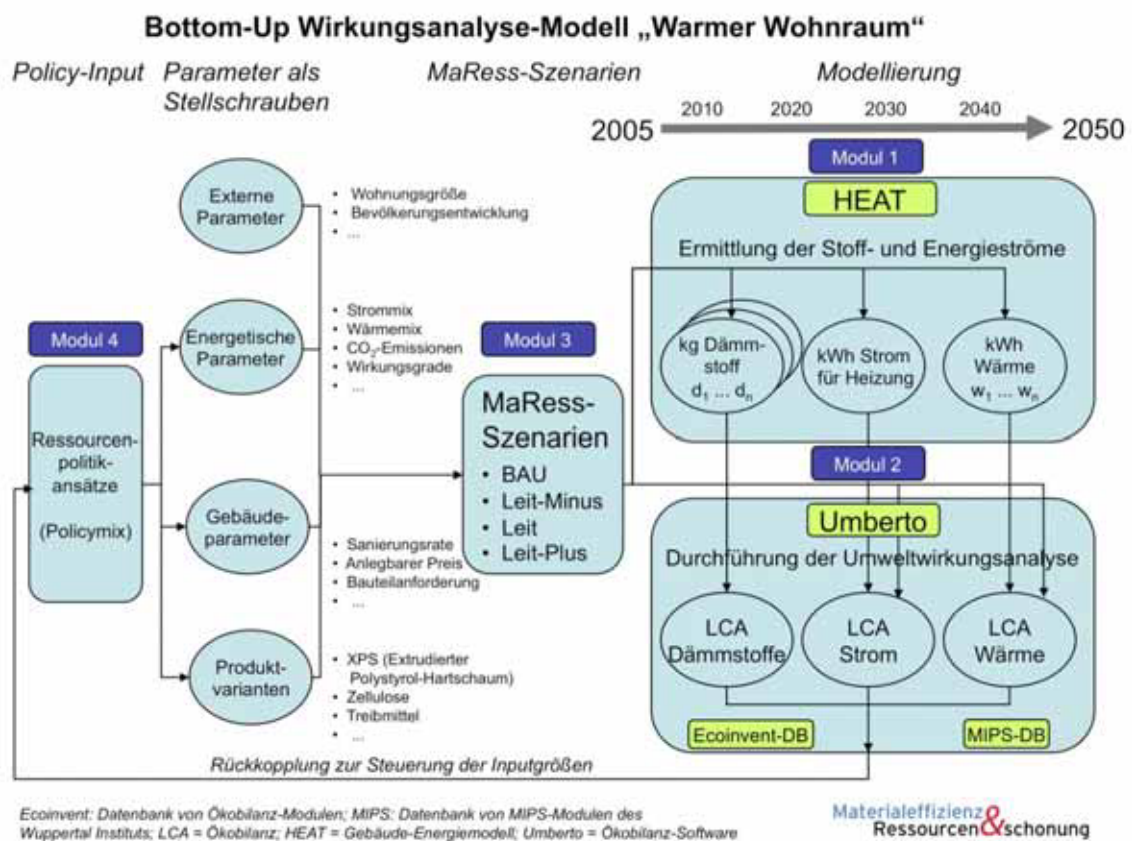 Bottom-Up Wirkungsanalyse-Modell „Warmer Wohnraum“
Policy-Input
Parameter als
Stellschrauben
MaRess-Szenarien
Modellierung
2005
2010
2020
2030
2040
2050
Externe
Parameter
• Wohnungsgröße
• Bevölkerungsentwicklung
• ...
Modul 4
Ressourcen-
politik-
ansätze
(Policymix)
Energetische
Parameter
• Strommix
• Wärmemix
• CO₂-Emissionen
• Wirkungsgrade
• ...
Gebäude-
parameter
• Sanierungsrate
• Anlegbarer Preis
• Bauteilanforderung
• ...
Produkt-
varianten
• XPS (Extrudierter
Polystyrol-Hartschaum)
• Zellulose
• Treibmittel
• ...
Modul 3
MaRess-
Szenarien
• BAU
• Leit-Minus
• Leit
• Leit-Plus
Modul 1
HEAT
Ermittlung der Stoff- und Energieströme
kg Dämm-
stoff
d₁ ... dₙ
kWh Strom
für Heizung
kWh
Wärme
w₁ ... wₙ
Modul 2
Umberto
Durchführung der Umweltwirkungsanalyse
LCA
Dämmstoffe
LCA
Strom
LCA
Wärme
Ecoinvent-DB
MIPS-DB
Rückkopplung zur Steuerung der Inputgrößen
Ecoinvent: Datenbank von Ökobilanz-Modulen; MIPS: Datenbank von MIPS-Modulen des
Wuppertal Instituts; LCA = Ökobilanz; HEAT = Gebäude-Energiemodell; Umberto = Ökobilanz-Software
Materialeffizienz &
Ressourcenschonung